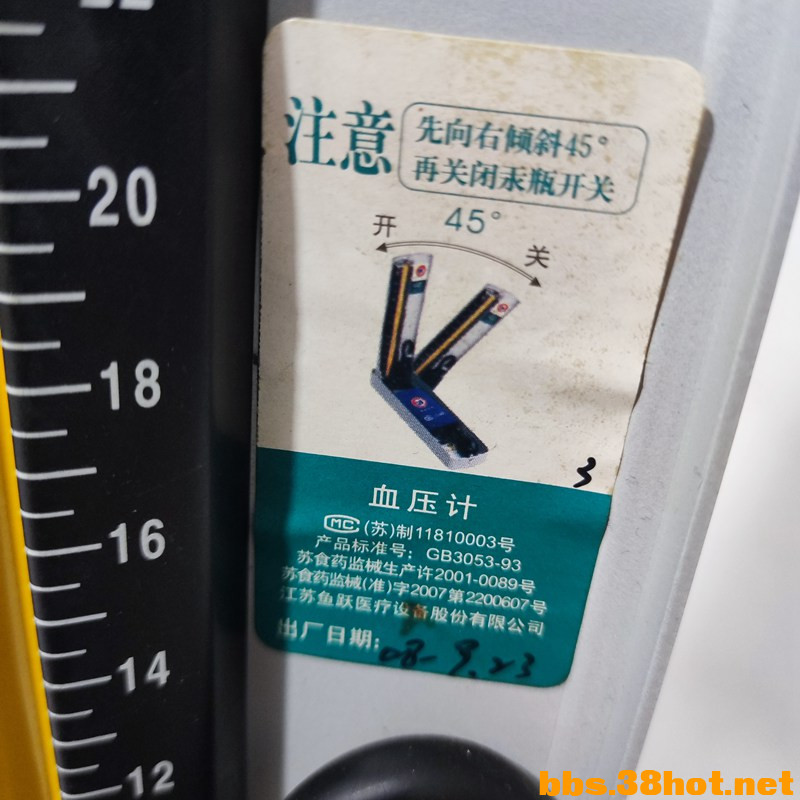 20
18
16
14
12
注意
先向右倾斜45°
再关闭汞瓶开关
45°
开
关
3
血压计
MC (苏)制11810003号
产品标准号：GB3053-93
苏食药监械生产许2001-0089号
苏食药监械(准)字2007第2200607号
江苏鱼跃医疗设备股份有限公司
出厂日期：08.9.23
bbs.38hot.net